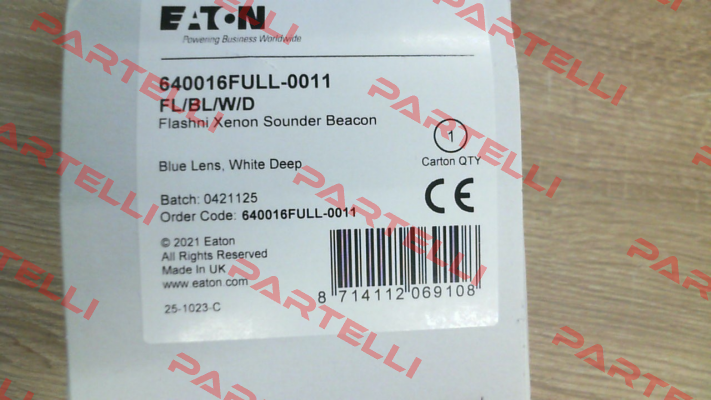 EATON
Powering Business Worldwide
640016FULL-0011
FL/BL/W/D
Flashni Xenon Sounder Beacon
1
Carton QTY
Blue Lens, White Deep
Batch: 0421125
Order Code: 640016FULL-0011
CE
© 2021 Eaton
All Rights Reserved
Made In UK
www.eaton.com
25-1023-C
8 714112 069108
PARTELLI
PARTELLI
PARTELLI
PARTELLI
PARTELLI
PARTELLI
PARTELLI